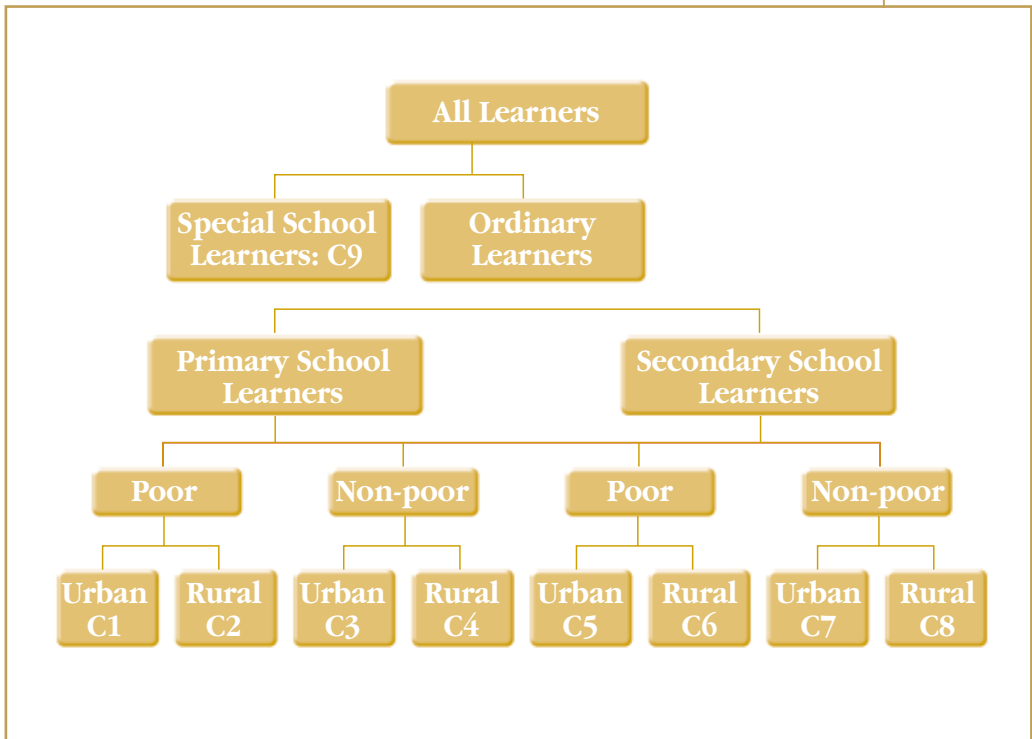 All Learners
Special School
Learners: C9
Ordinary
Learners
Primary School
Learners
Secondary School
Learners
Poor
Non-poor
Poor
Non-poor
Urban
C1
Rural
C2
Urban
C3
Rural
C4
Urban
C5
Rural
C6
Urban
C7
Rural
C8